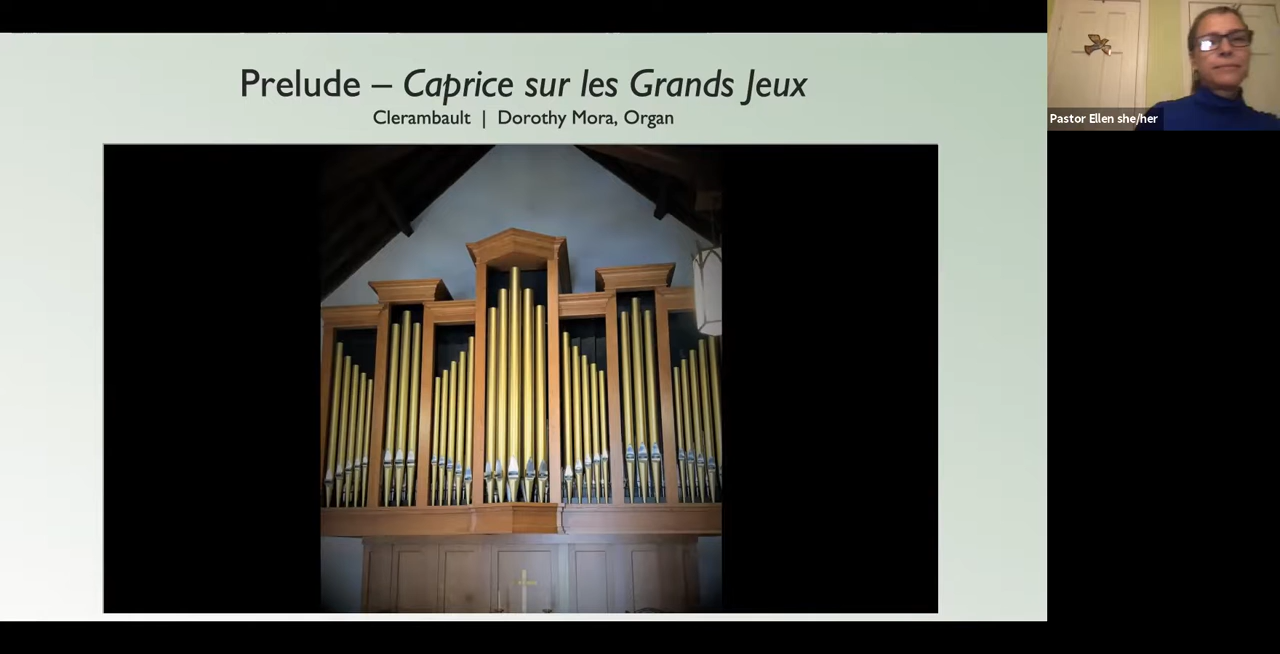 Prelude – Caprice sur les Grands Jeux
Clerambault | Dorothy Mora, Organ
Pastor Ellen she/her